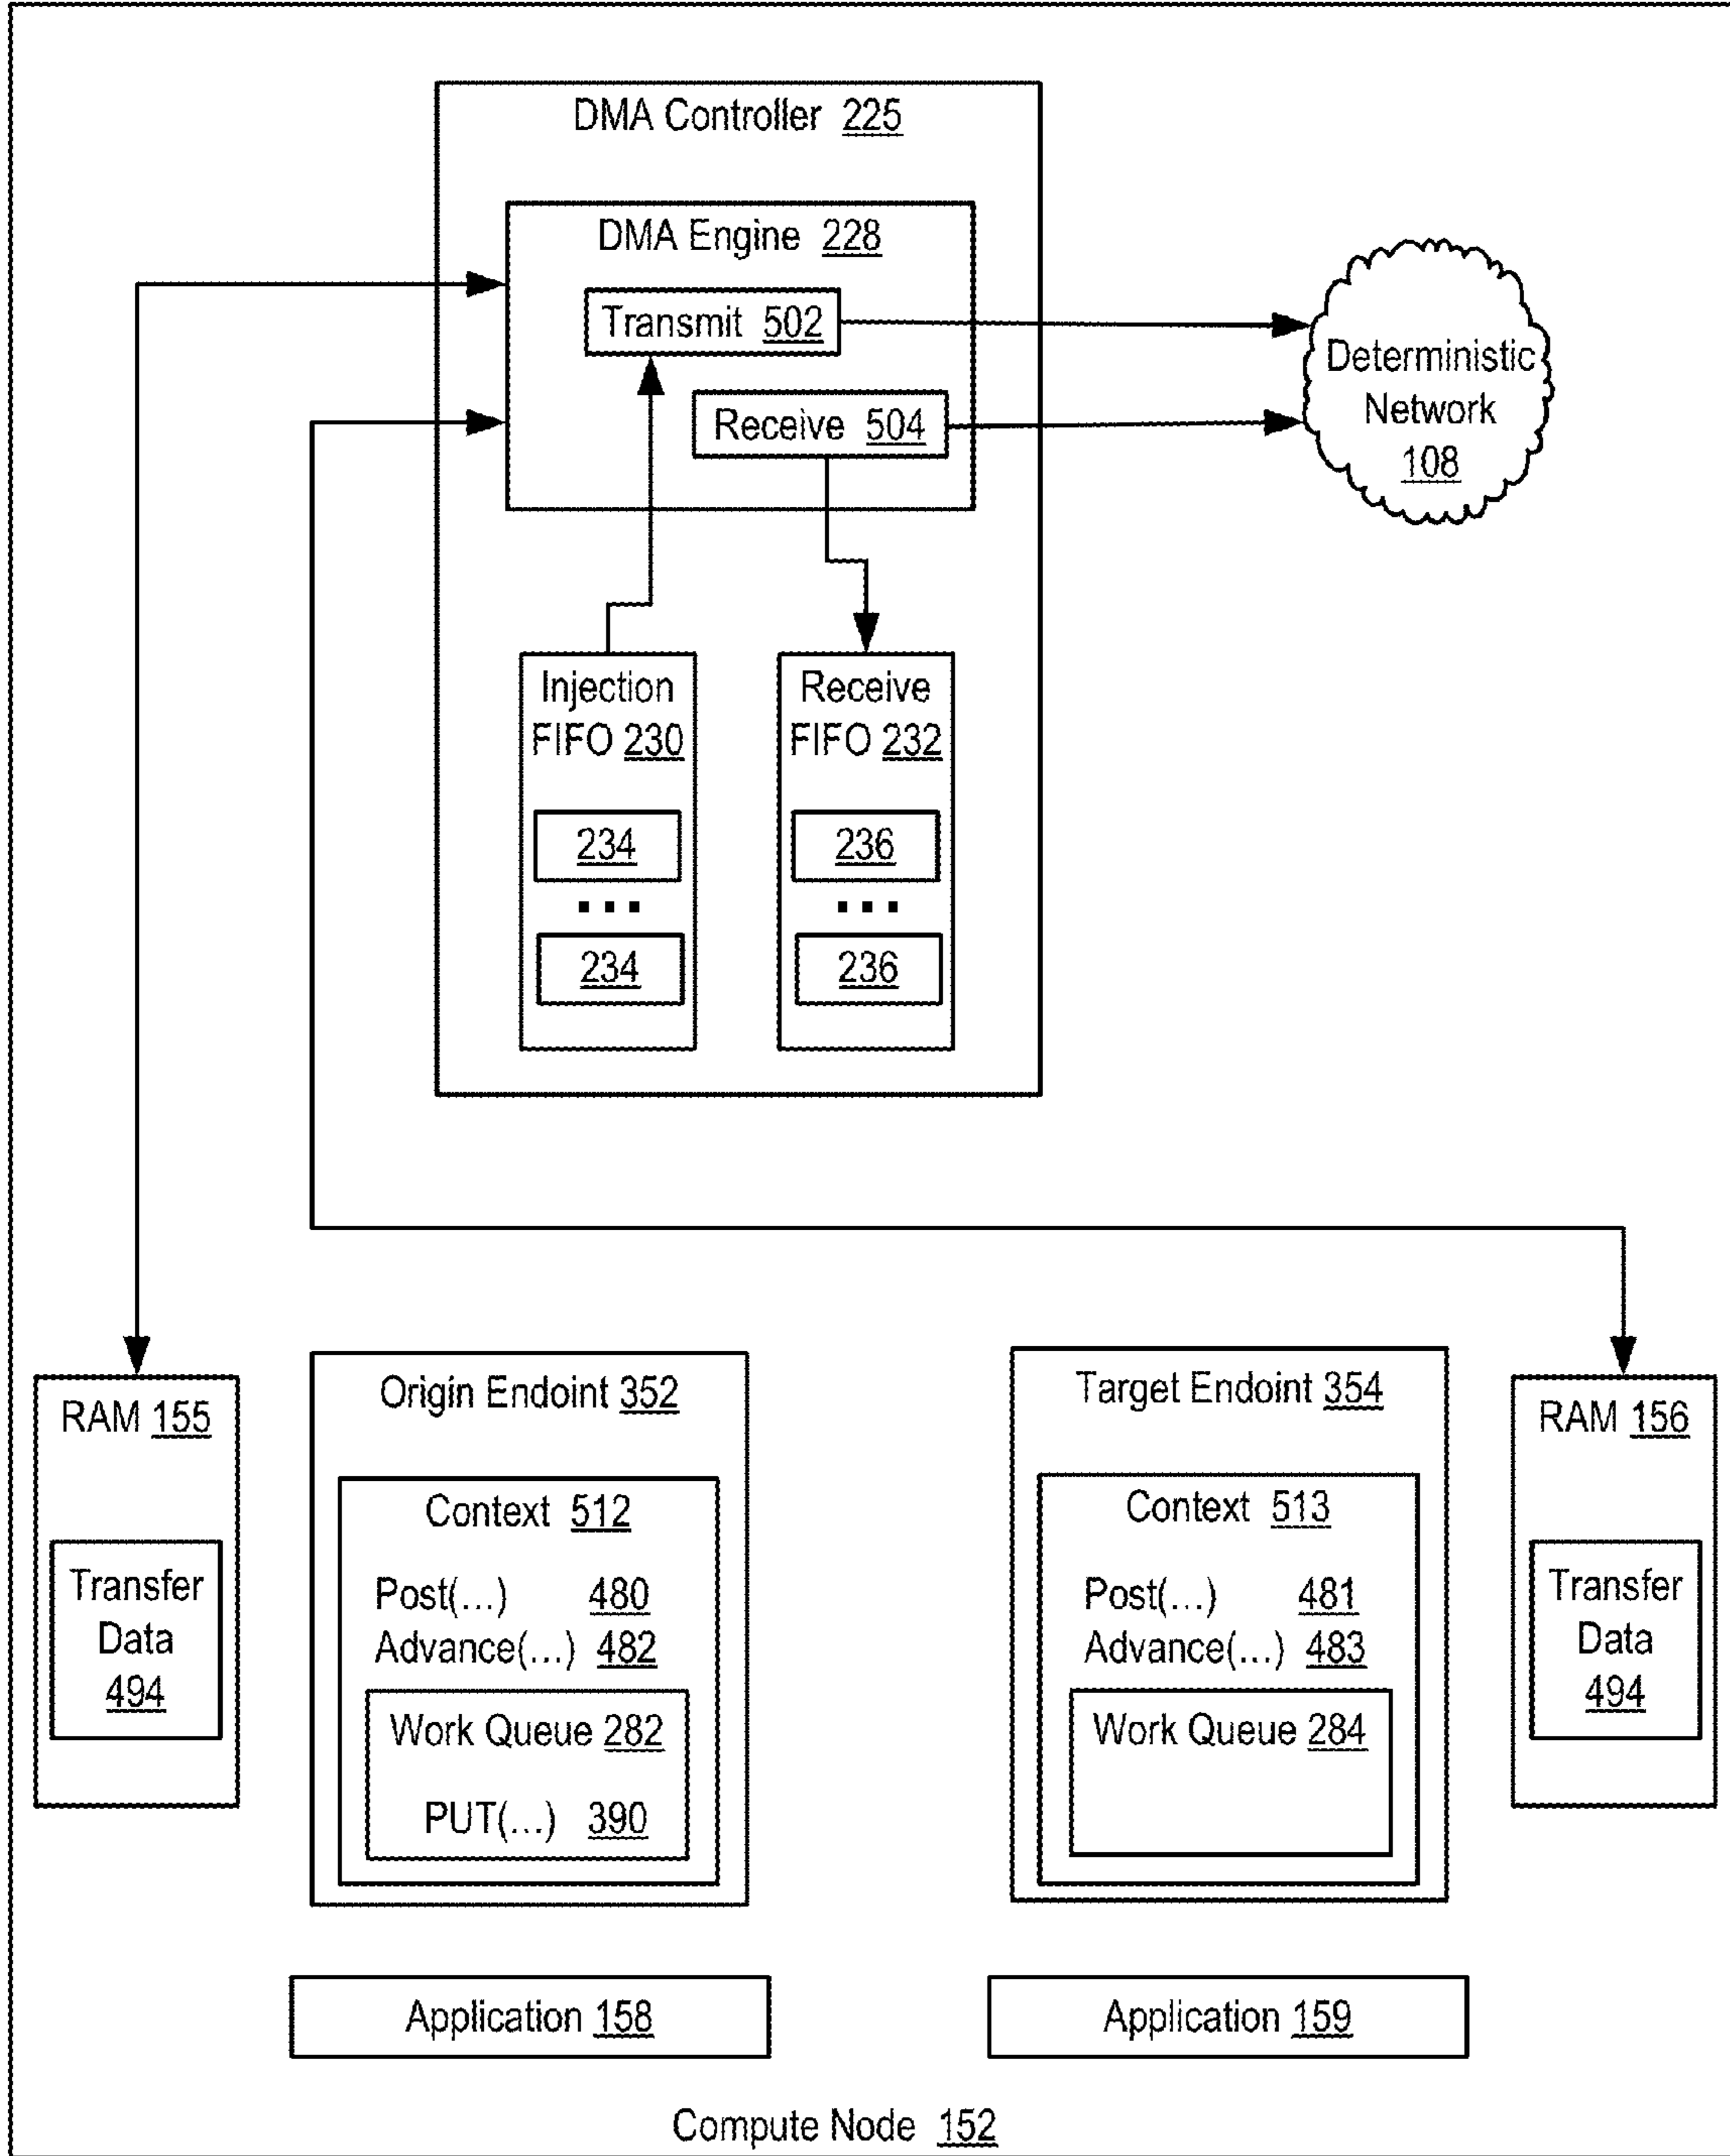 DMA Controller 225
DMA Engine 228
Transmit 502
Receive 504
Deterministic
Network
108
Injection
FIFO 230
234
...
234
Receive
FIFO 232
236
...
236
RAM 155
Transfer
Data
494
Origin Endoint 352
Context 512
Post(...) 480
Advance(...) 482
Work Queue 282
PUT(...) 390
Target Endoint 354
Context 513
Post(...) 481
Advance(...) 483
Work Queue 284
RAM 156
Transfer
Data
494
Application 158
Application 159
Compute Node 152